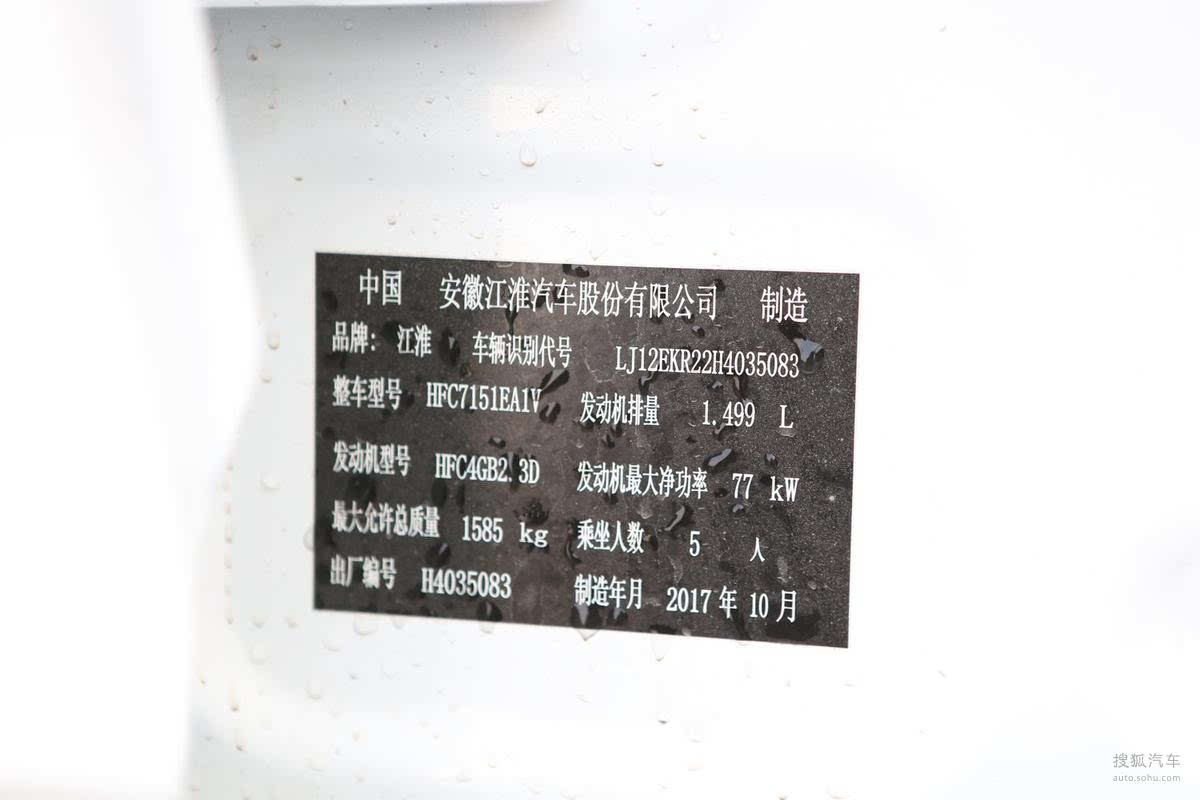 中国 安徽江淮汽车股份有限公司 制造
品牌: 江淮 车辆识别代号 LJ12EKR22H4035083
整车型号 HFC7151EA1V 发动机排量 1.499 L
发动机型号 HFC4GB2.3D 发动机最大净功率 77 kW
最大允许总质量 1585 kg 乘坐人数 5 人
出厂编号 H4035083 制造年月 2017年10月
搜狐汽车
auto.sohu.com